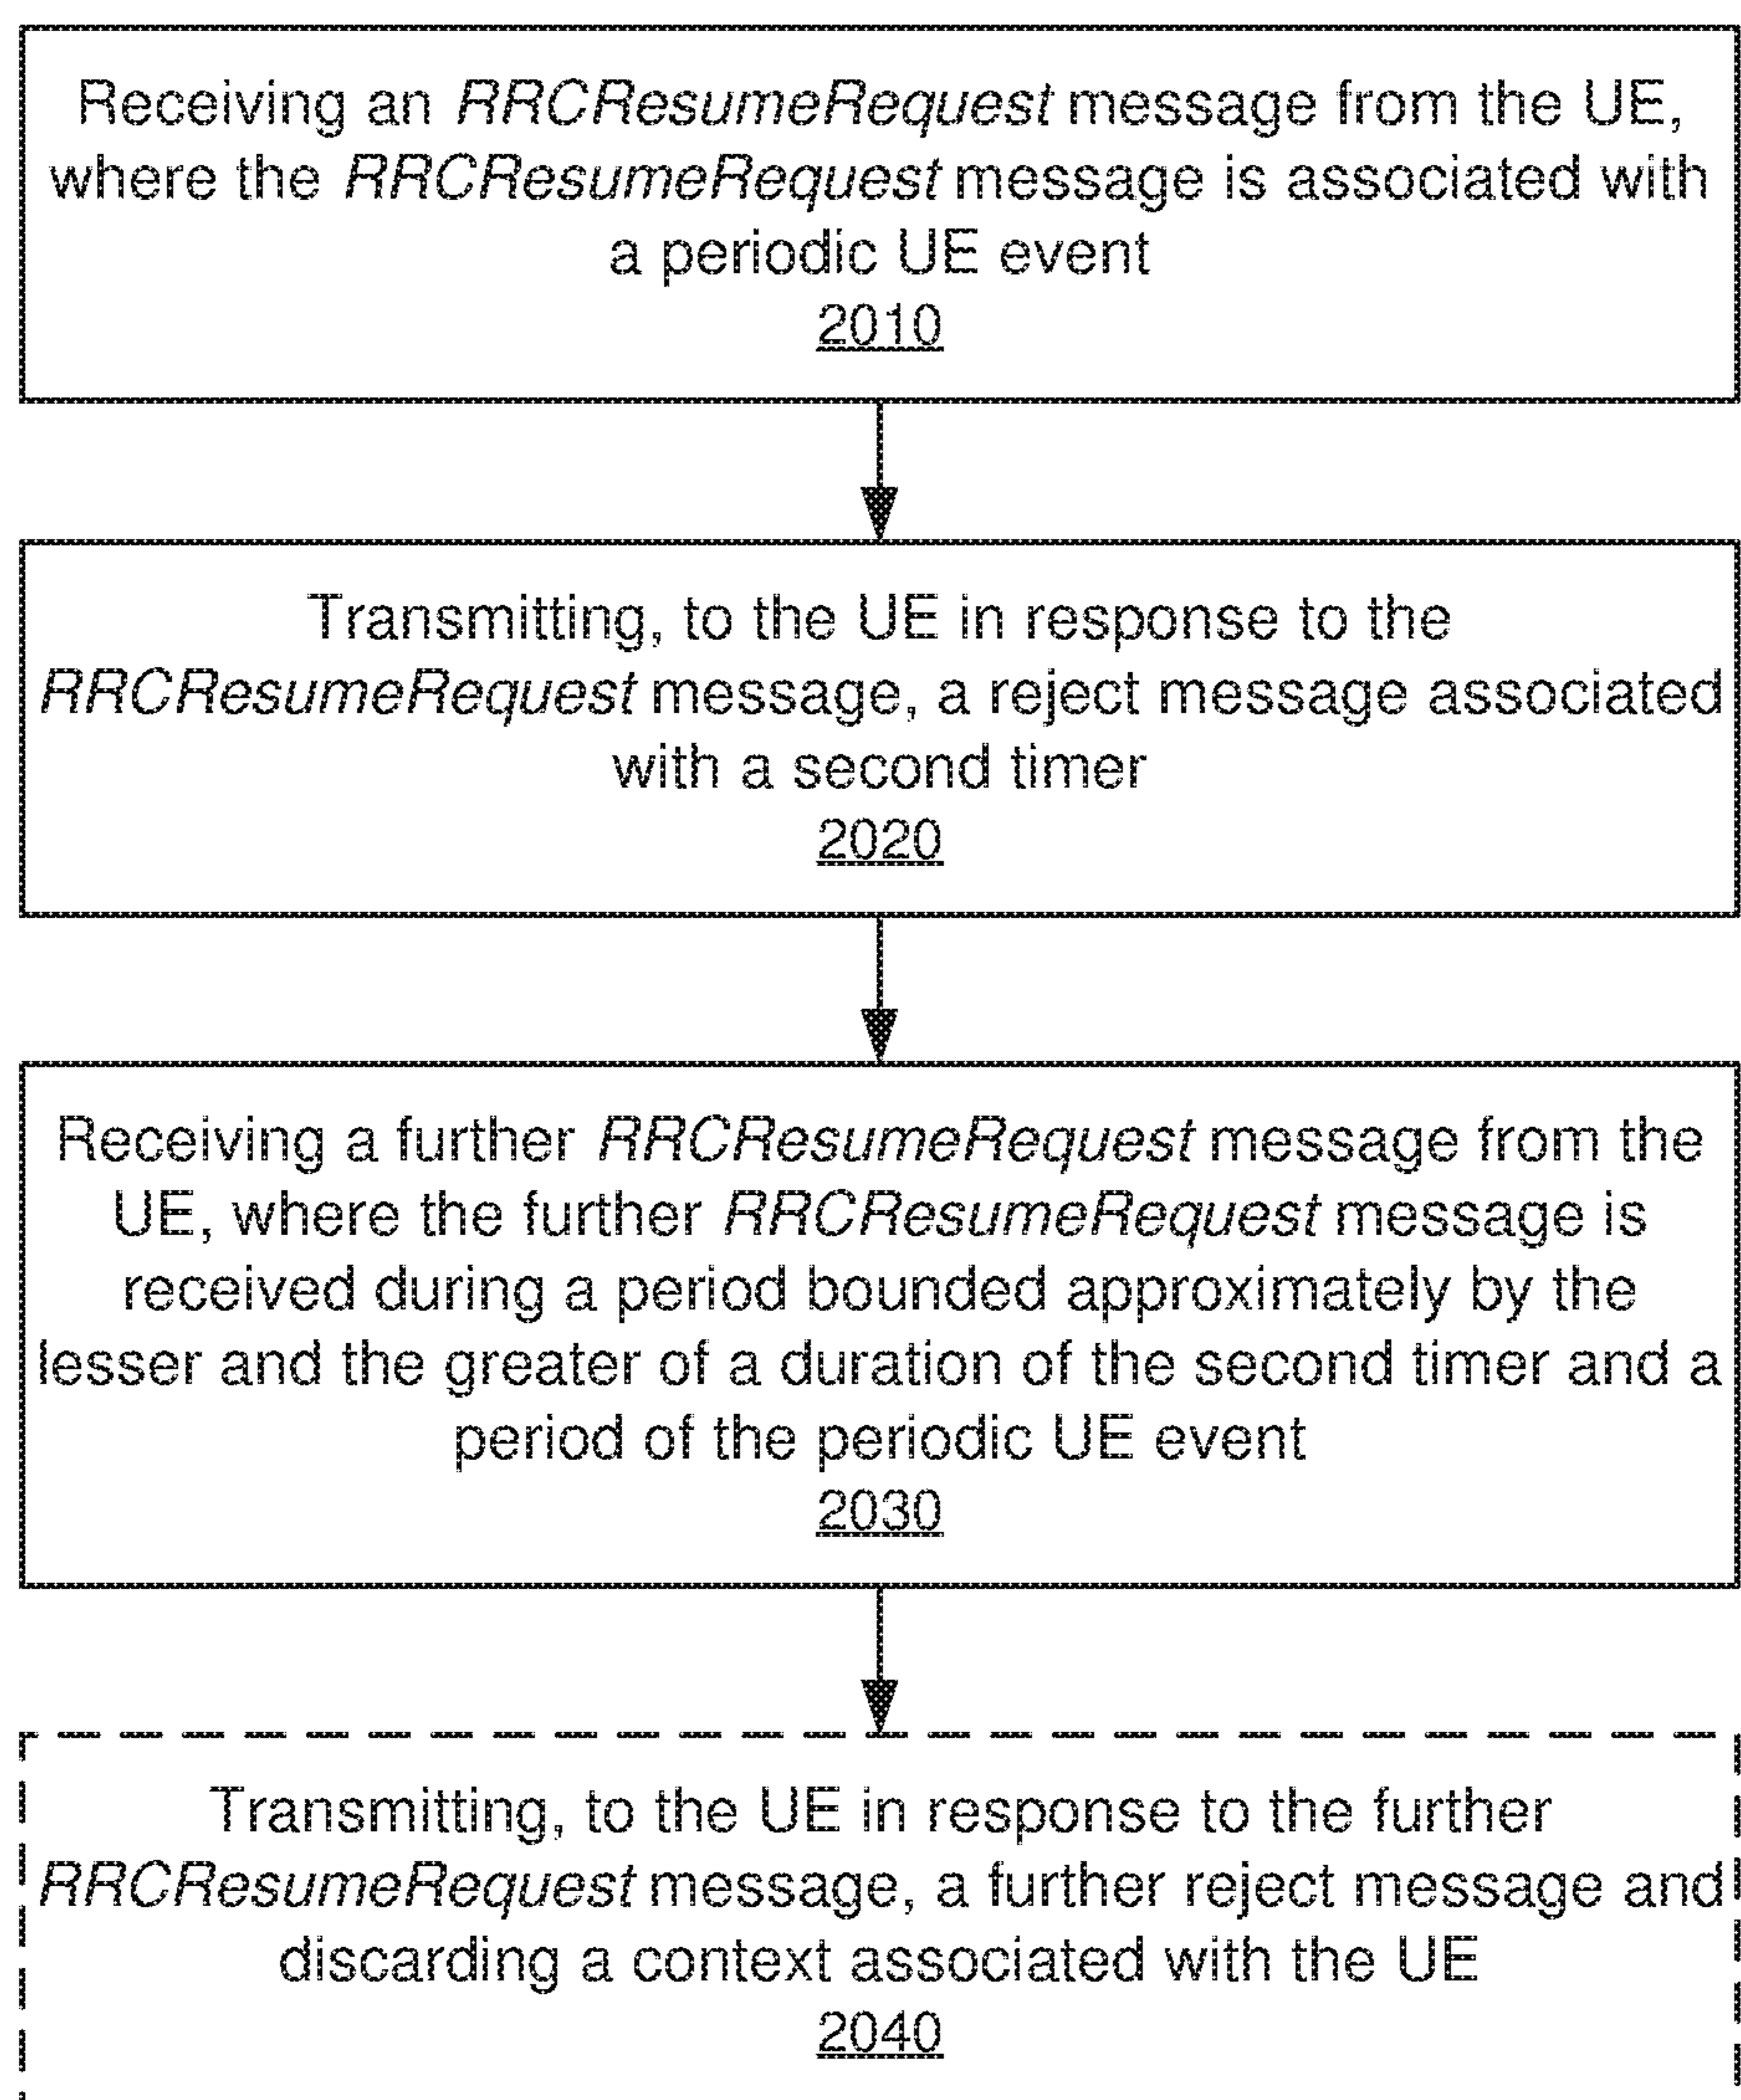 Receiving an RRCResumeRequest message from the UE,
where the RRCResumeRequest message is associated with
a periodic UE event
2010
Transmitting, to the UE in response to the
RRCResumeRequest message, a reject message associated
with a second timer
2020
Receiving a further RRCResumeRequest message from the
UE, where the further RRCResumeRequest message is
received during a period bounded approximately by the
lesser and the greater of a duration of the second timer and a
period of the periodic UE event
2030
Transmitting, to the UE in response to the further
RRCResumeRequest message, a further reject message and
discarding a context associated with the UE
2040